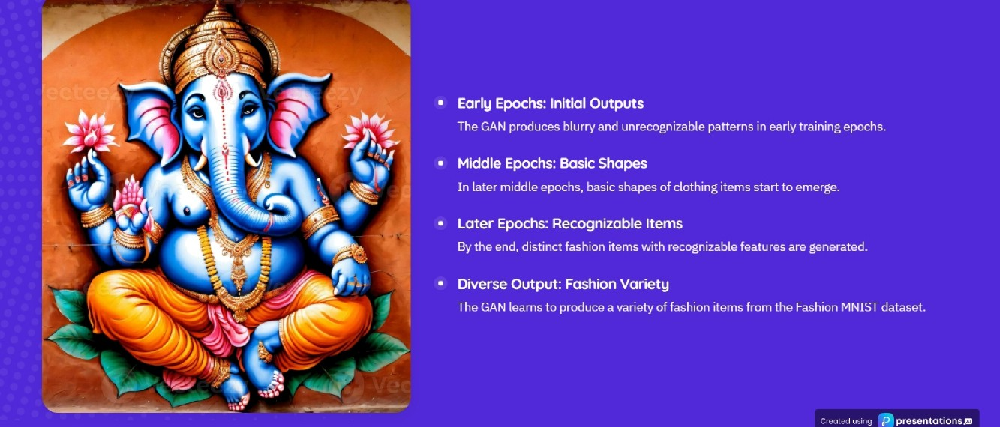 Early Epochs: Initial Outputs
The GAN produces blurry and unrecognizable patterns in early training epochs.
Middle Epochs: Basic Shapes
In later middle epochs, basic shapes of clothing items start to emerge.
Later Epochs: Recognizable Items
By the end, distinct fashion items with recognizable features are generated.
Diverse Output: Fashion Variety
The GAN learns to produce a variety of fashion items from the Fashion MNIST dataset.
Created using presentations.AI